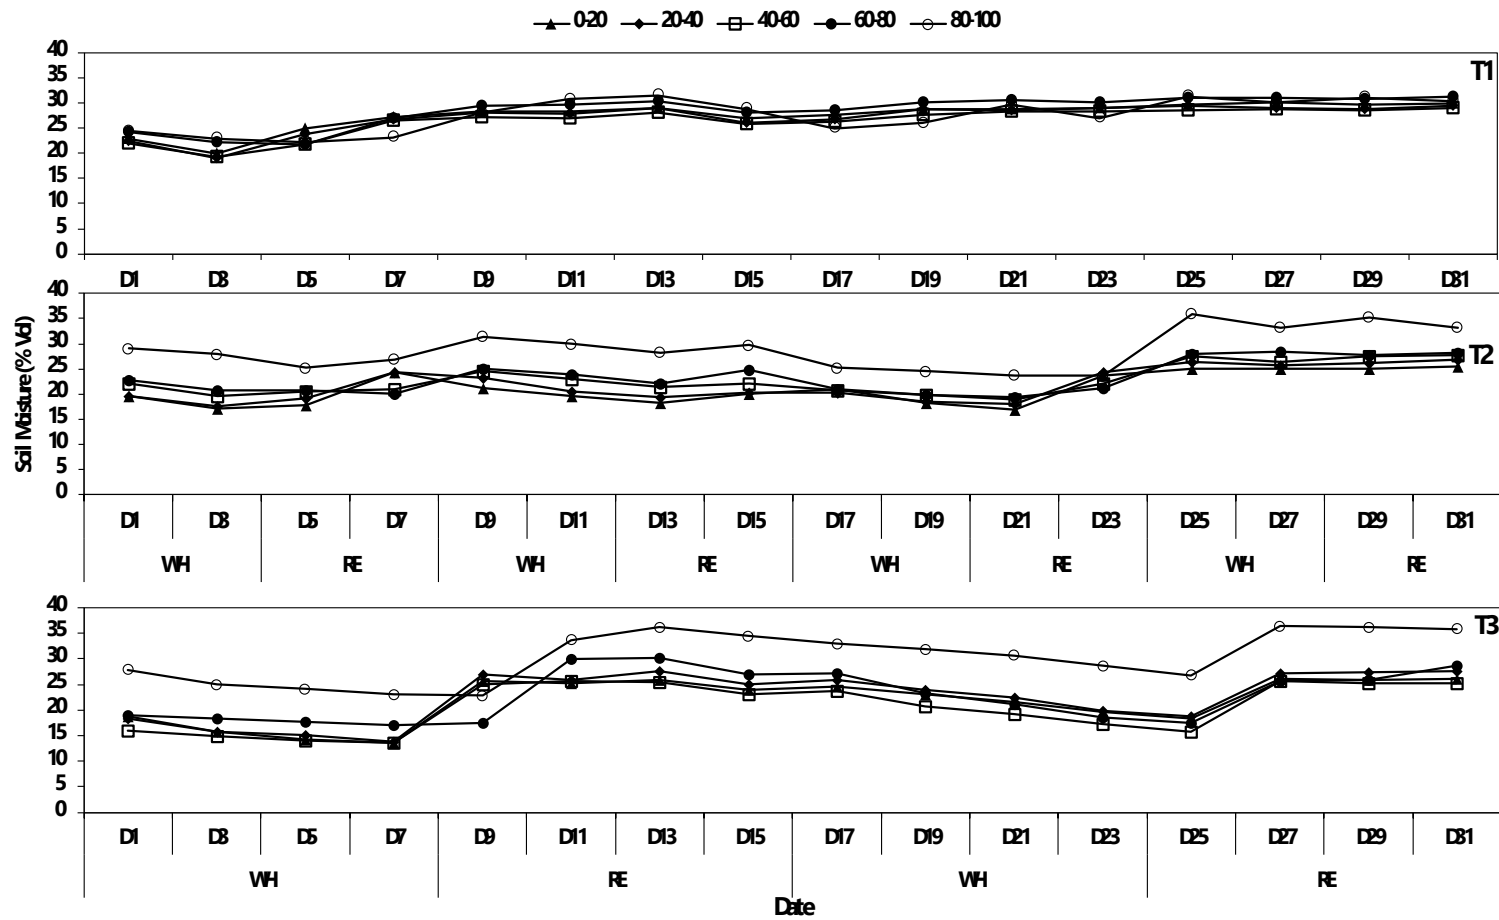 0-20 20-40 40-60 60-80 80-100
T1
40
35
30
25
20
15
10
5
0
D1 D3 D5 D7 D9 D11 D13 D15 D17 D19 D21 D23 D25 D27 D29 D31
Soil Moisture (% Vol)
T2
40
35
30
25
20
15
10
5
0
D1 D3 D5 D7 D9 D11 D13 D15 D17 D19 D21 D23 D25 D27 D29 D31
WH RE WH RE WH RE WH RE
T3
40
35
30
25
20
15
10
5
0
D1 D3 D5 D7 D9 D11 D13 D15 D17 D19 D21 D23 D25 D27 D29 D31
WH RE WH RE
Date